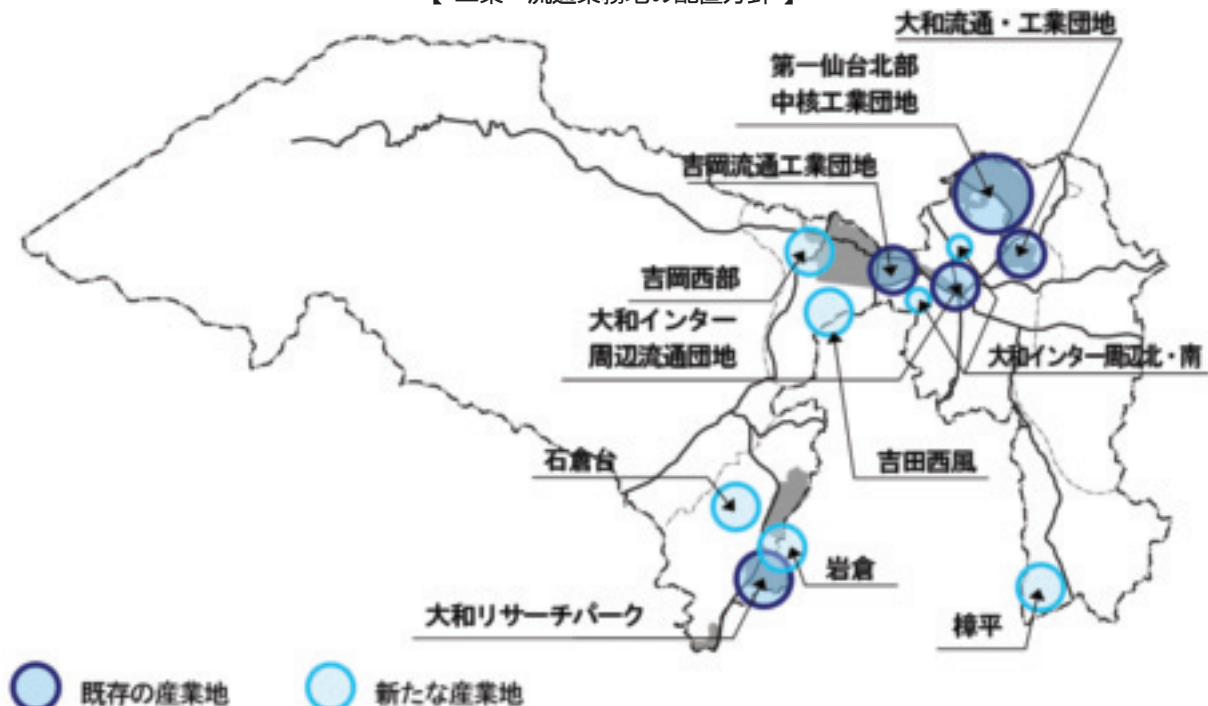 大和流通・工業団地
第一仙台北部
中核工業団地
吉岡流通工業団地
吉岡西部
大和インター
周辺流通団地
大和インター周辺北・南
吉田西風
石倉台
岩倉
大和リサーチパーク
樟平
既存の産業地
新たな産業地